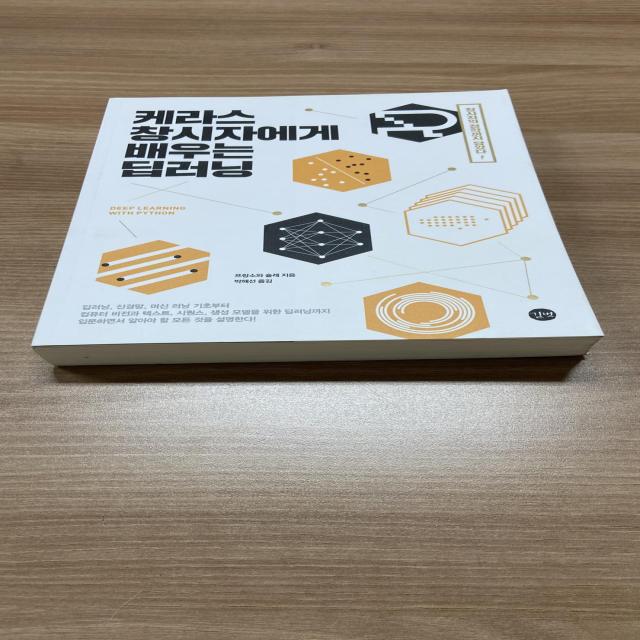 케라스
창시자에게
배우는
딥러닝
DEEP LEARNING
WITH PYTHON
프랑소와 숄레 지음
박해선 옮김
딥러닝, 신경망, 머신 러닝 기초부터
컴퓨터 비전과 텍스트, 시퀀스, 생성 모델을 위한 딥러닝까지
입문하면서 알아야 할 모든 것을 설명한다!
길벗